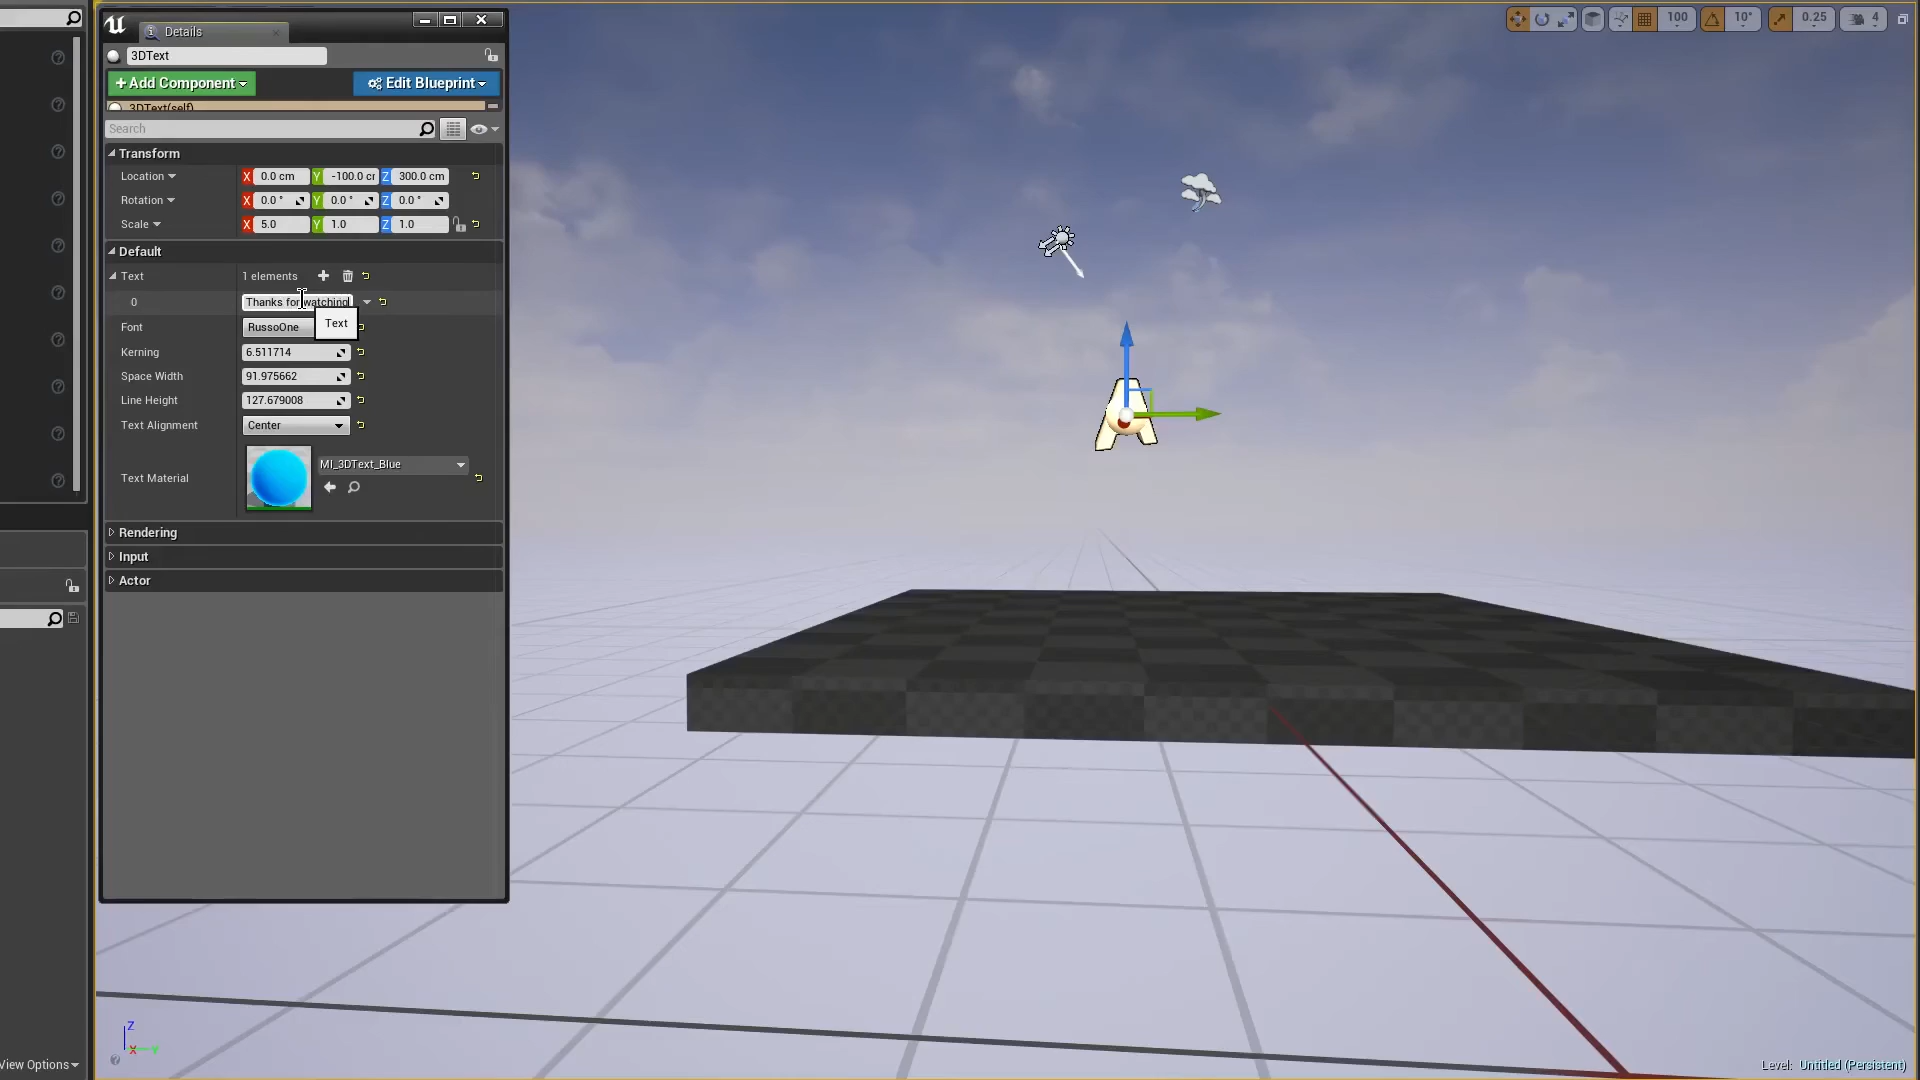 Details
3DText
+Add Component
Edit Blueprint
3DText(self)
Search
Transform
Location X 0.0 cm Y -100.0 cr Z 300.0 cm
Rotation X 0.0 ° Y 0.0 ° Z 0.0 °
Scale X 5.0 Y 1.0 Z 1.0
Default
Text 1 elements
0 Thanks for watching
Text
Font RussoOne
Kerning 6.511714
Space Width 91.975662
Line Height 127.679008
Text Alignment Center
Text Material MI_3DText_Blue
Rendering
Input
Actor
View Options
100 10° 0.25 4
A
Z
X Y
Level: Untitled (Persistent)